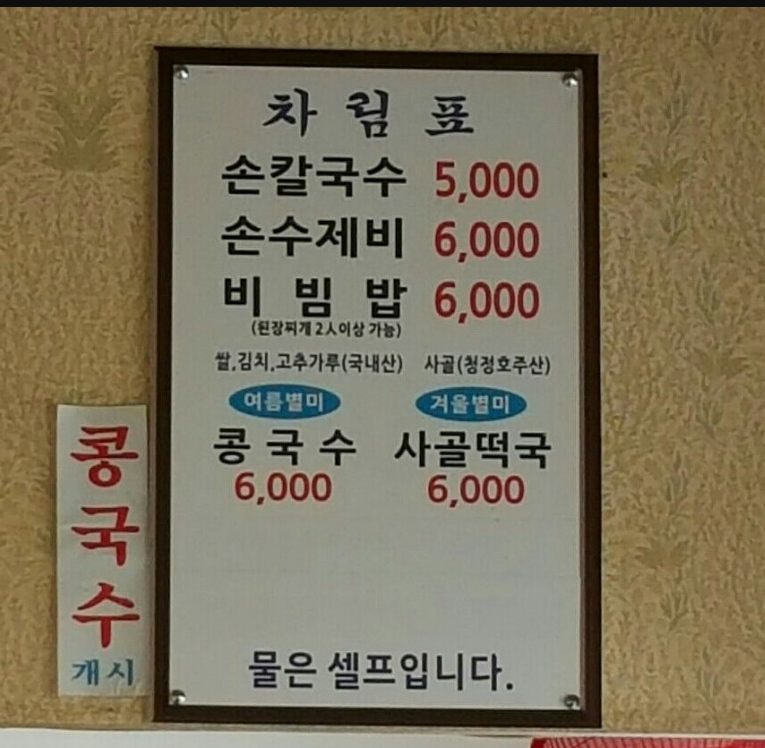 차림표
손칼국수 5,000
손수제비 6,000
비빔밥 6,000
(된장찌개 2人이상 가능)
쌀,김치,고추가루(국내산) 사골(청정호주산)
여름별미 겨울별미
콩국수 사골떡국
6,000 6,000
물은 셀프입니다.
콩
국
수
개시